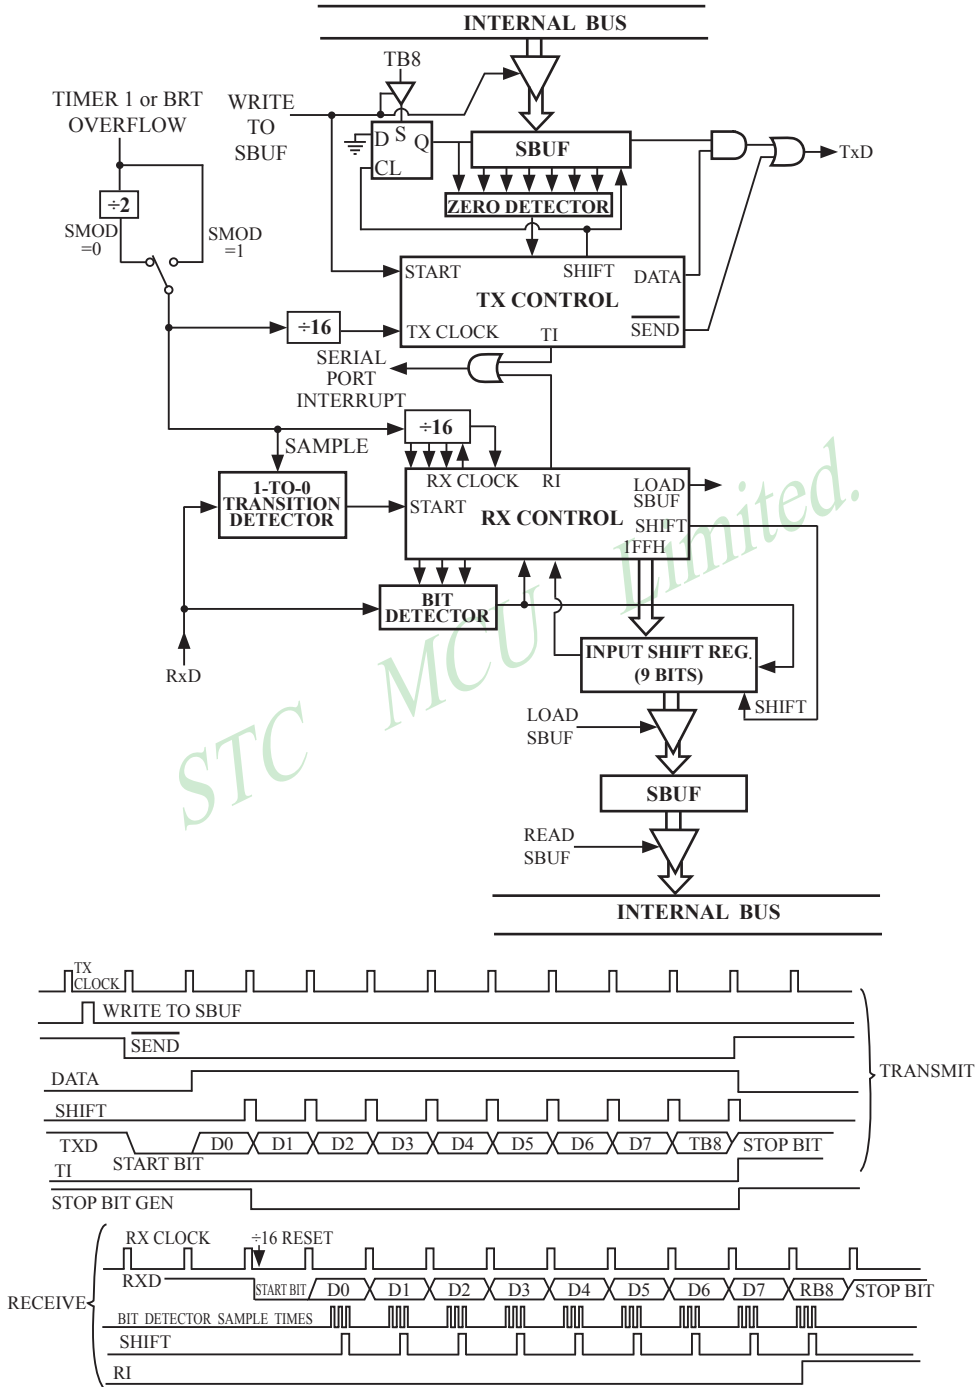 INTERNAL BUS
TB8
TIMER 1 or BRT
OVERFLOW
WRITE
TO
SBUF
D S Q
CL
SBUF
TxD
÷2
ZERO DETECTOR
SMOD
=0
SMOD
=1
START
SHIFT
DATA
TX CONTROL
÷16
TX CLOCK
TI
SEND
SERIAL
PORT
INTERRUPT
÷16
SAMPLE
RX CLOCK
RI
LOAD
SBUF
1-TO-0
TRANSITION
DETECTOR
START
RX CONTROL
SHIFT
1FFH
BIT
DETECTOR
RxD
INPUT SHIFT REG.
(9 BITS)
SHIFT
LOAD
SBUF
SBUF
READ
SBUF
INTERNAL BUS
STC MCU Limited.
TX
CLOCK
WRITE TO SBUF
SEND
DATA
TRANSMIT
SHIFT
TXD
START BIT
D0 D1 D2 D3 D4 D5 D6 D7 TB8 STOP BIT
TI
STOP BIT GEN
RX CLOCK
÷16 RESET
RXD
START BIT D0 D1 D2 D3 D4 D5 D6 D7 RB8 STOP BIT
RECEIVE
BIT DETECTOR SAMPLE TIMES
SHIFT
RI